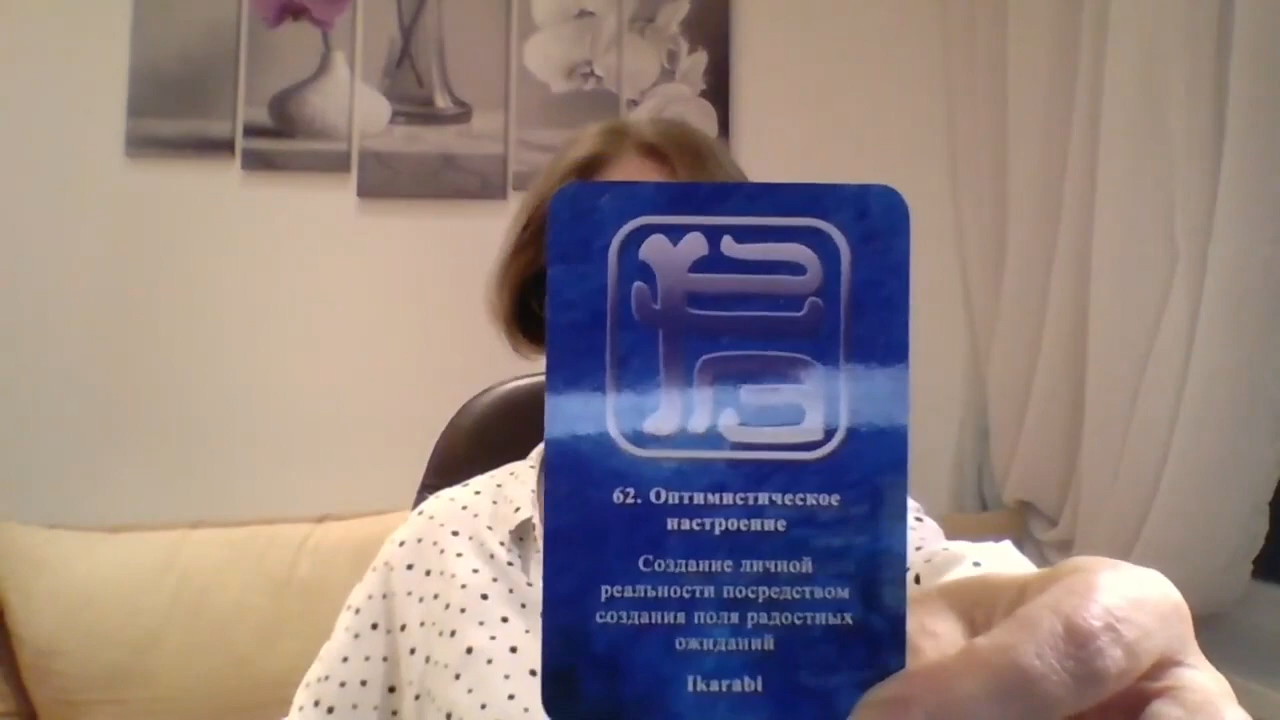 62. Оптимистическое
настроение
Создание личной
реальности посредством
создания поля радостных
ожиданий
Ikarabi